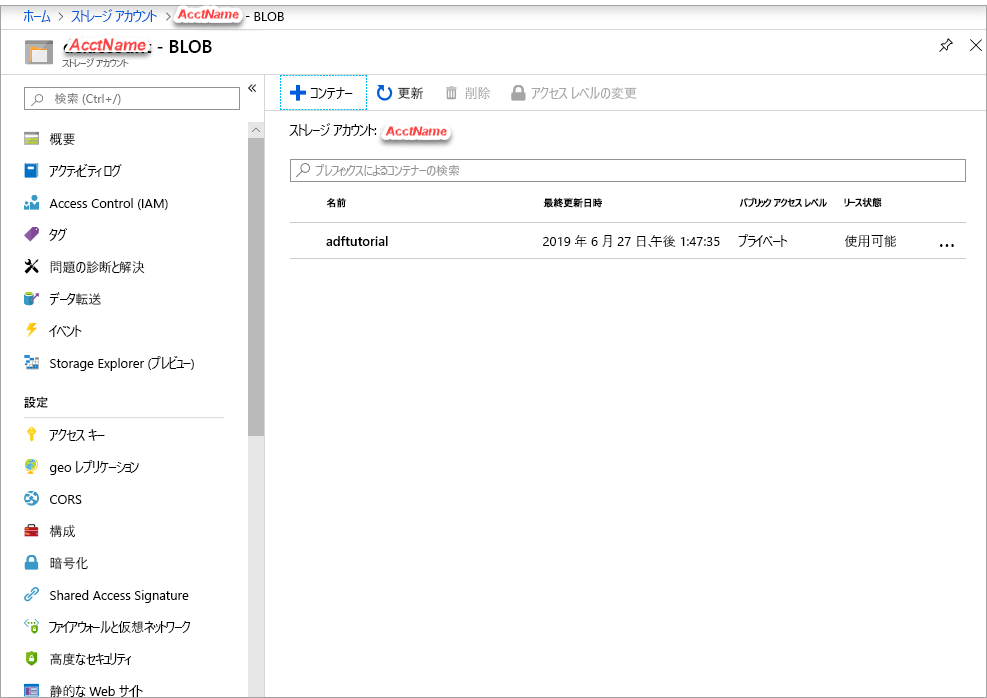 ホーム > ストレージ アカウント > AcctName - BLOB
AcctName - BLOB
ストレージ アカウント
検索 (Ctrl+/)
概要
アクティビティ ログ
Access Control (IAM)
タグ
問題の診断と解決
データ転送
イベント
Storage Explorer (プレビュー)
設定
アクセス キー
geo レプリケーション
CORS
構成
暗号化
Shared Access Signature
ファイアウォールと仮想ネットワーク
高度なセキュリティ
静的な Web サイト
コンテナー 更新 削除 アクセス レベルの変更
ストレージ アカウント: AcctName
プレフィックスによるコンテナーの検索
名前 最終更新日時 パブリック アクセス レベル リース状態
adftutorial 2019 年 6 月 27 日、午後 1:47:35 プライベート 使用可能 ...